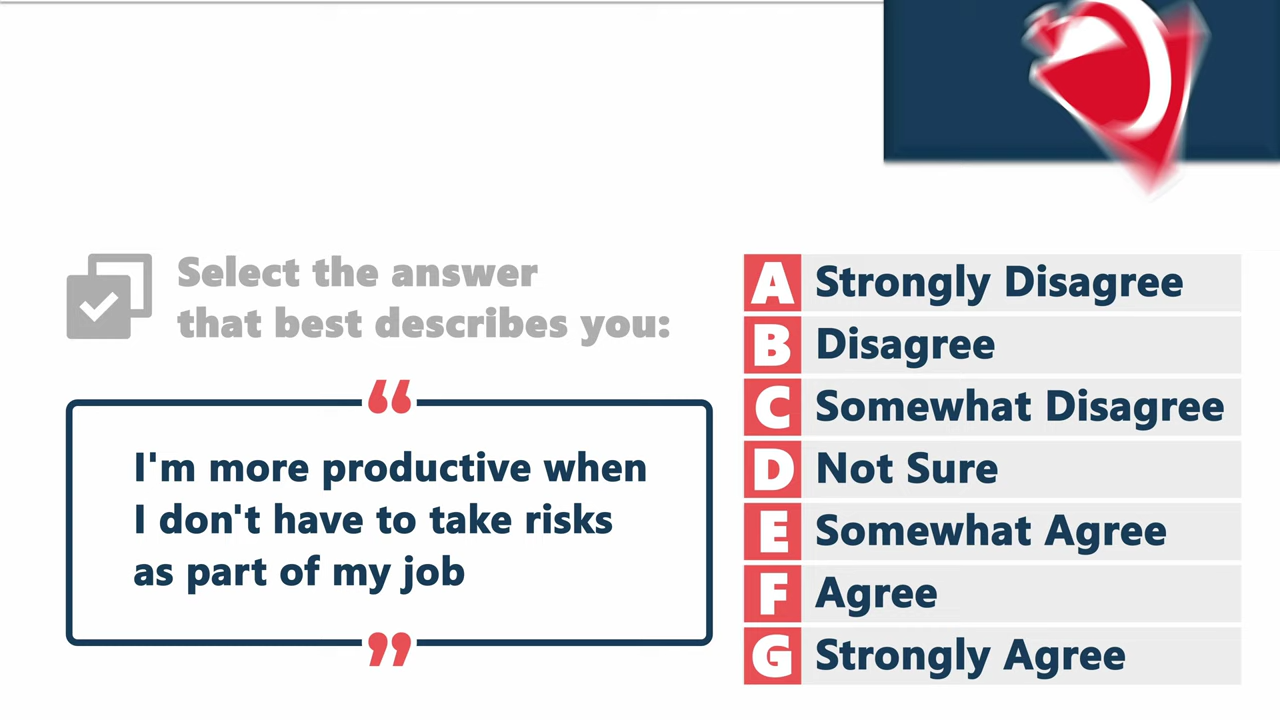 Select the answer
that best describes you:
“
I'm more productive when
I don't have to take risks
as part of my job
”
A Strongly Disagree
B Disagree
C Somewhat Disagree
D Not Sure
E Somewhat Agree
F Agree
G Strongly Agree